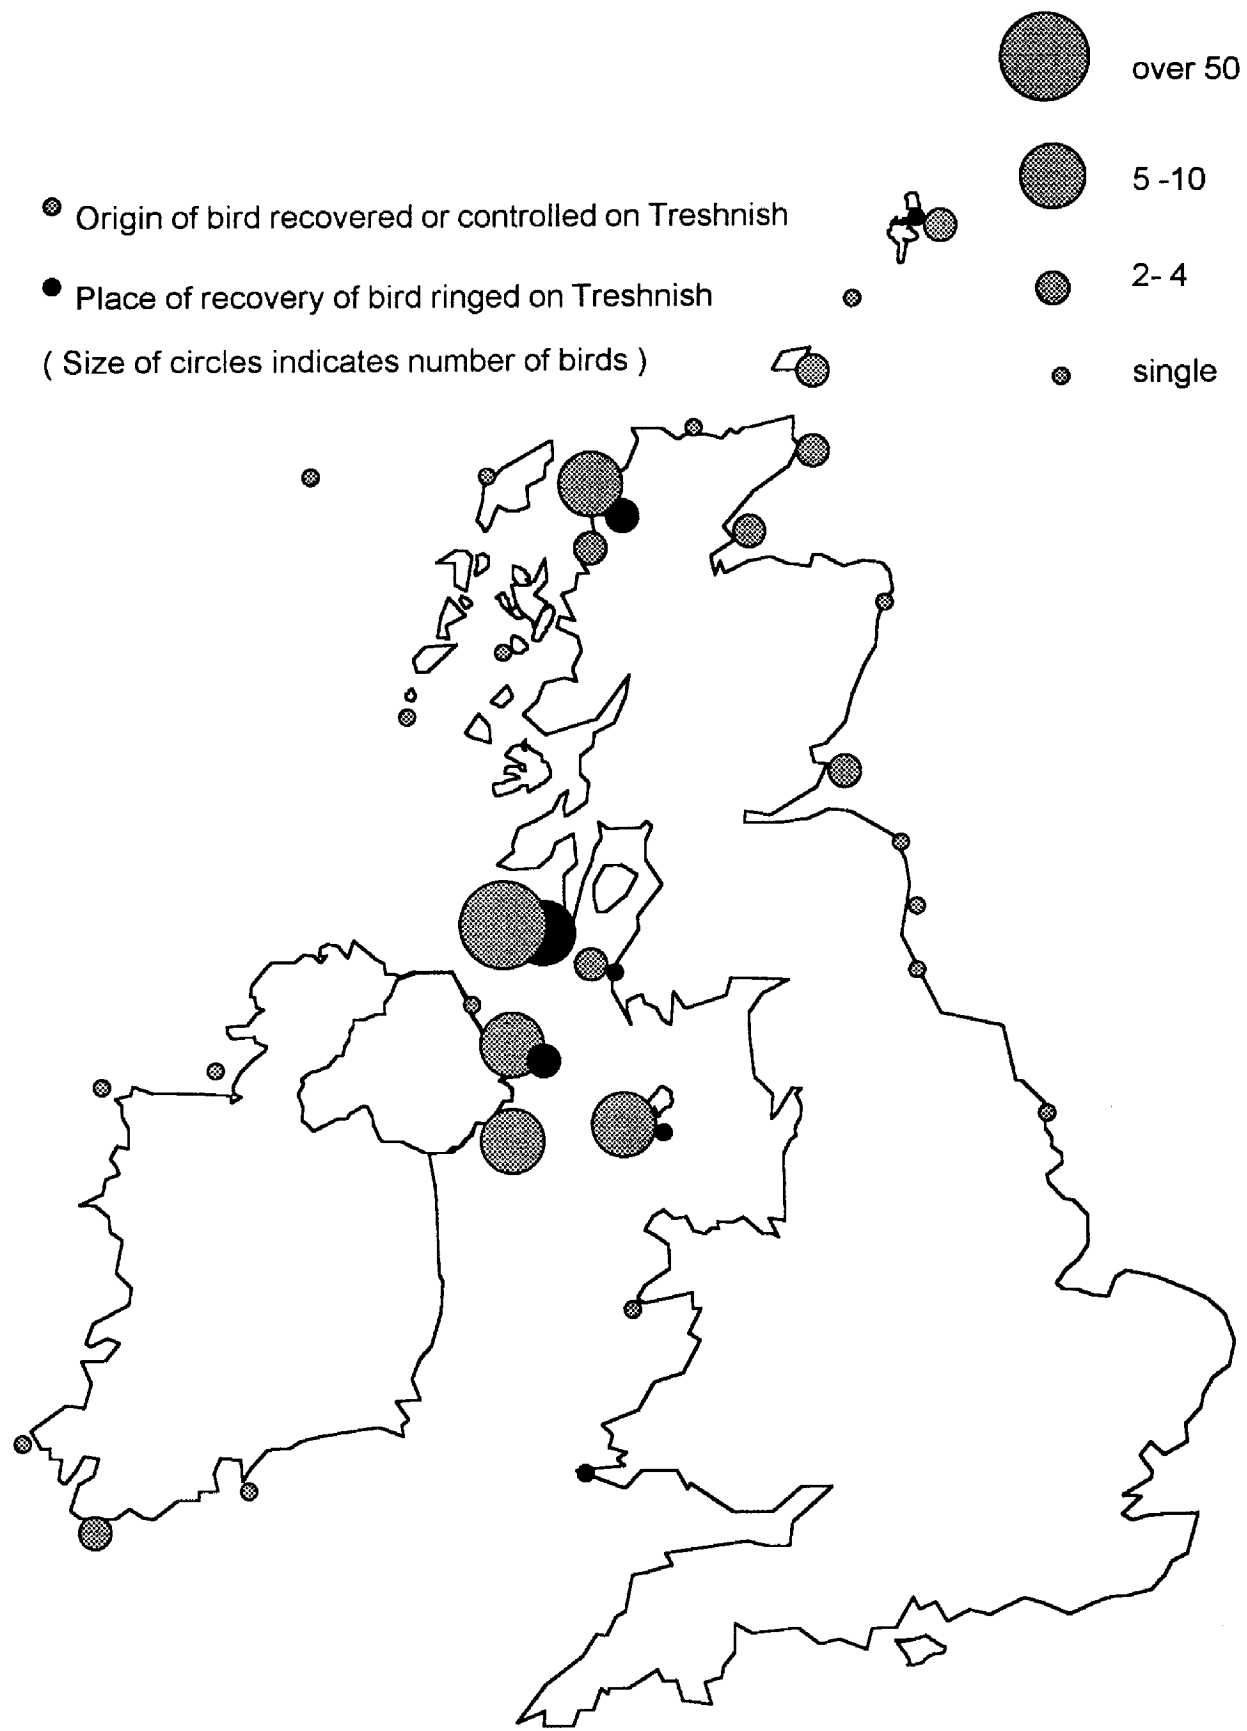 over 50
5 -10
Origin of bird recovered or controlled on Treshnish
2- 4
Place of recovery of bird ringed on Treshnish
( Size of circles indicates number of birds )
single